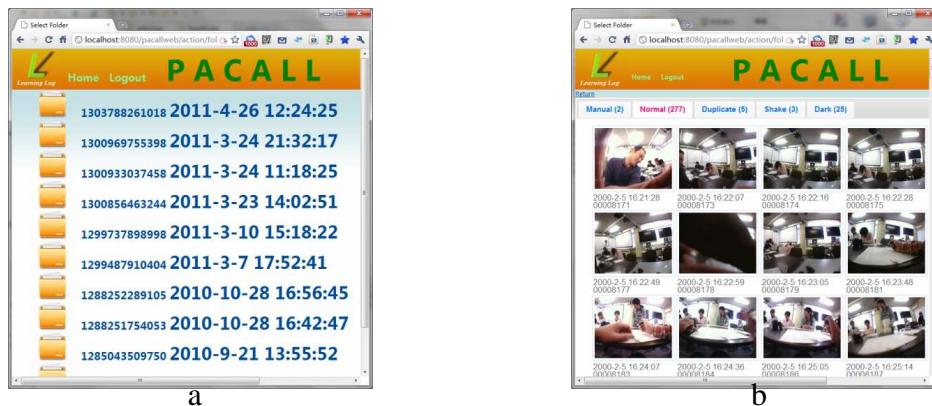 Select Folder
localhost:8080/pacallweb/action/fol
1000
Learning Log
Home Logout PACALL
1303788261018 2011-4-26 12:24:25
1300969755398 2011-3-24 21:32:17
1300933037458 2011-3-24 11:18:25
1300856463244 2011-3-23 14:02:51
1299737898998 2011-3-10 15:18:22
1299487910404 2011-3-7 17:52:41
1288252289105 2010-10-28 16:56:45
1288251754053 2010-10-28 16:42:47
1285043509750 2010-9-21 13:55:52
a
Select Folder
localhost:8080/pacallweb/action/fol
1000
Learning Log
Home Logout PACALL
Return
Manual (2) Normal (277) Duplicate (5) Shake (3) Dark (25)
2000-2-5 16:21:28 2000-2-5 16:22:07 2000-2-5 16:22:16 2000-2-5 16:22:28
00008171 00008173 00008174 00008175
2000-2-5 16:22:49 2000-2-5 16:22:59 2000-2-5 16:23:05 2000-2-5 16:23:48
00008177 00008178 00008179 00008181
2000-2-5 16:24:07 2000-2-5 16:24:36 2000-2-5 16:25:05 2000-2-5 16:25:14
00008183 00008184 00008186 00008187
b